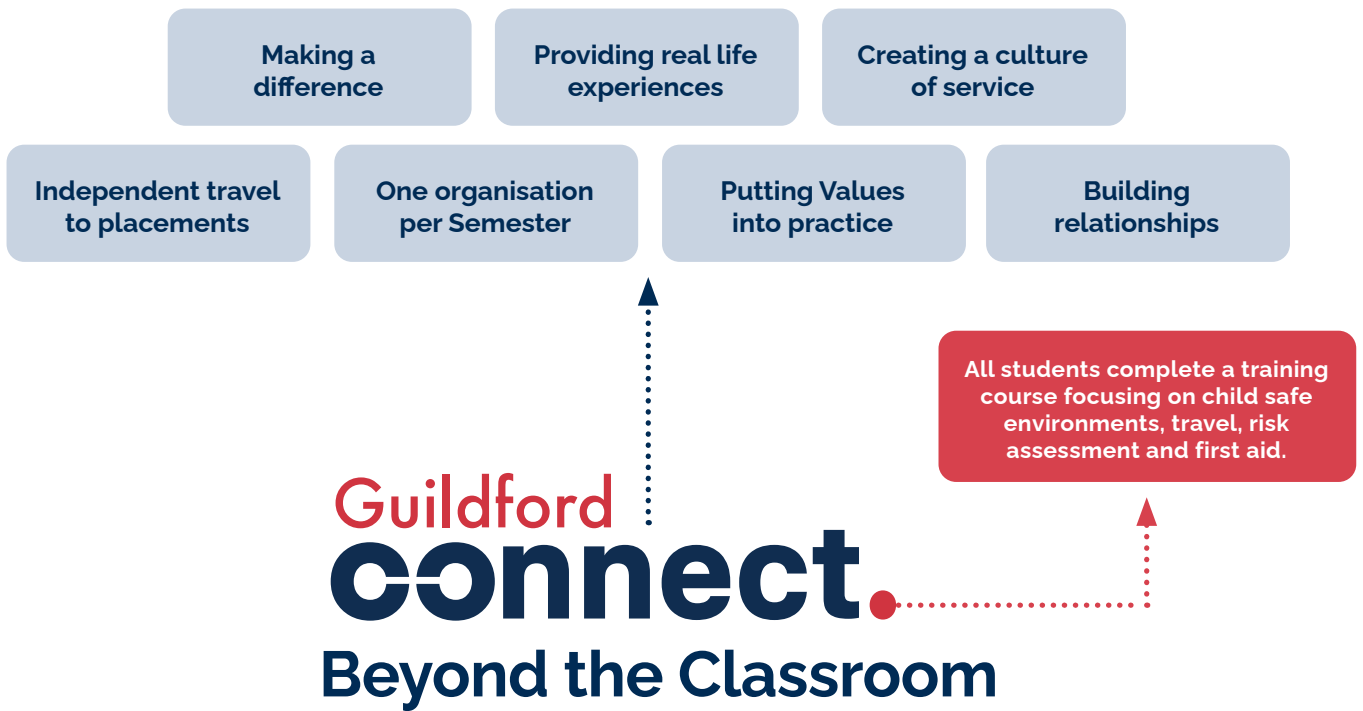 Making a
difference
Providing real life
experiences
Creating a culture
of service
Independent travel
to placements
One organisation
per Semester
Putting Values
into practice
Building
relationships
All students complete a training
course focusing on child safe
environments, travel, risk
assessment and first aid.
Guildford
connect.
Beyond the Classroom